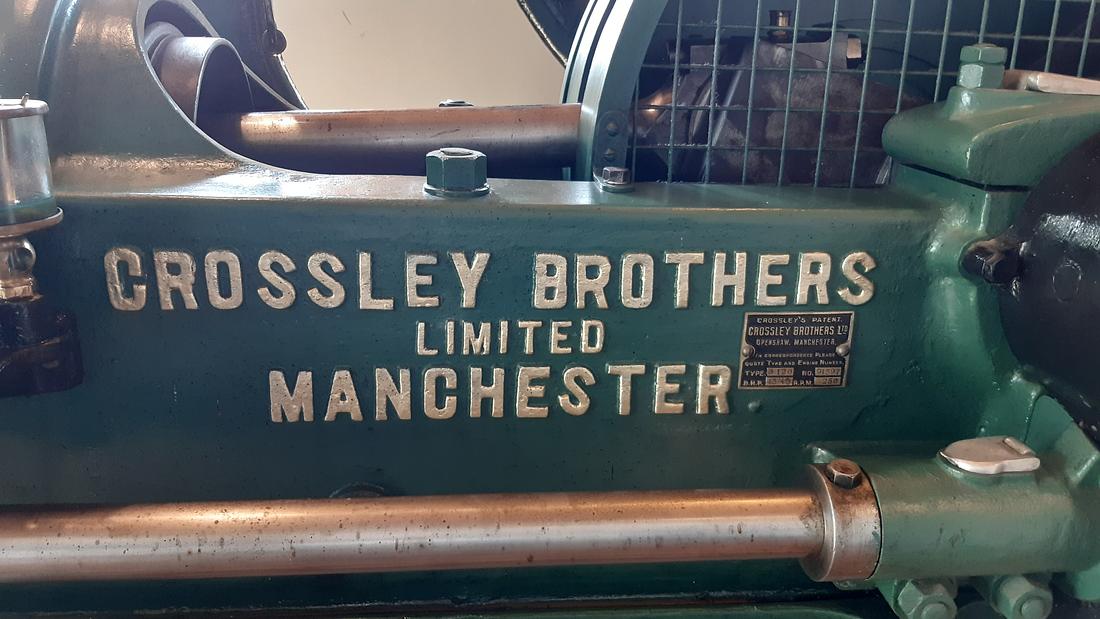 CROSSLEY BROTHERS
LIMITED
MANCHESTER
CROSSLEY'S PATENT.
CROSSLEY BROTHERS LTD
OPENSHAW, MANCHESTER.
IN CORRESPONDENCE PLEASE
QUOTE TYPE AND ENGINE NUMBER.
TYPE. NO.
B.H.P. R.P.M. 250